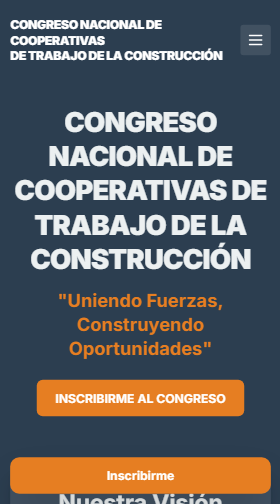 CONGRESO NACIONAL DE
COOPERATIVAS
DE TRABAJO DE LA CONSTRUCCIÓN
CONGRESO
NACIONAL DE
COOPERATIVAS DE
TRABAJO DE LA
CONSTRUCCIÓN
"Uniendo Fuerzas,
Construyendo
Oportunidades"
INSCRIBIRME AL CONGRESO
Inscribirme
Nuestra Visión